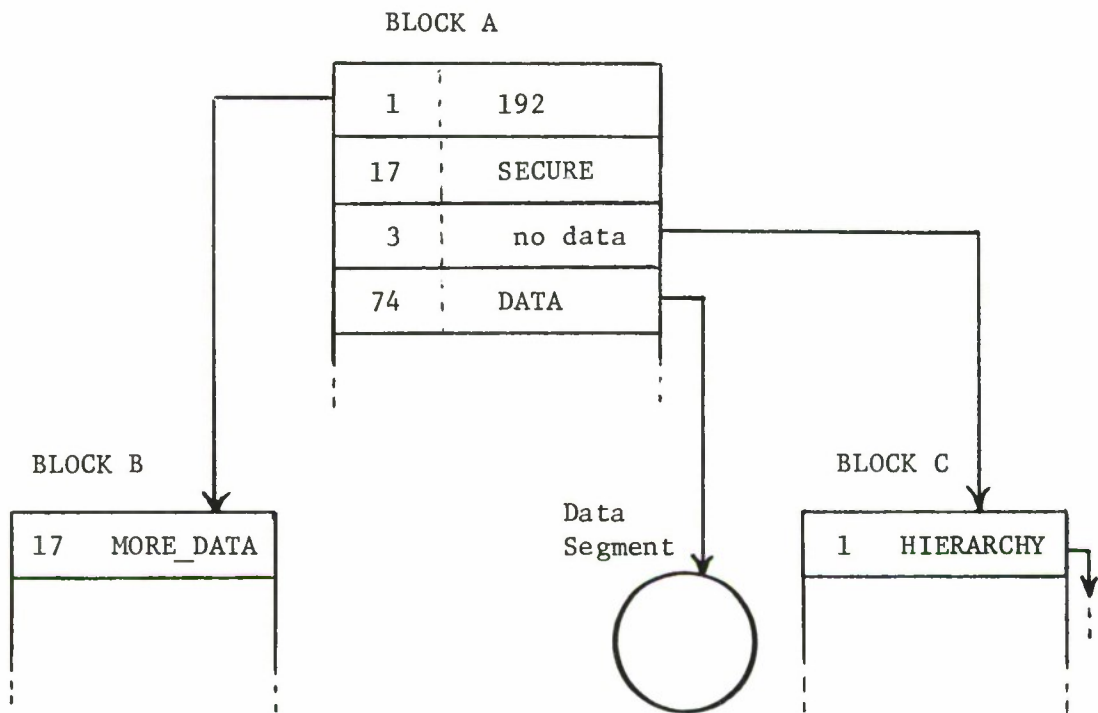 BLOCK A
1 192
17 SECURE
3 no data
74 DATA
BLOCK B
17 MORE_DATA
Data
Segment
BLOCK C
1 HIERARCHY